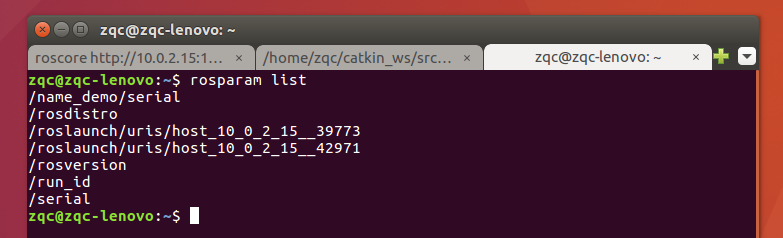 zqc@zqc-lenovo: ~
roscore http://10.0.2.15:1… × /home/zqc/catkin_ws/src… × zqc@zqc-lenovo: ~ ×
zqc@zqc-lenovo:~$ rosparam list
/name_demo/serial
/rosdistro
/roslaunch/uris/host_10_0_2_15__39773
/roslaunch/uris/host_10_0_2_15__42971
/rosversion
/run_id
/serial
zqc@zqc-lenovo:~$